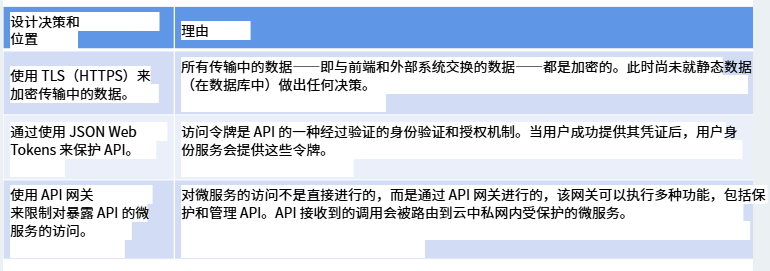 设计决策和
位置
理由
使用 TLS（HTTPS）来
加密传输中的数据。
所有传输中的数据——即与前端和外部系统交换的数据——都是加密的。此时尚未就静态数据
（在数据库中）做出任何决策。
通过使用 JSON Web
Tokens 来保护 API。
访问令牌是 API 的一种经过验证的身份验证和授权机制。当用户成功提供其凭证后，用户身
份服务会提供这些令牌。
使用 API 网关
来限制对暴露 API 的微
服务的访问。
对微服务的访问不是直接进行的，而是通过 API 网关进行的，该网关可以执行多种功能，包括保
护和管理 API。API 接收到的调用会被路由到云中私网内受保护的微服务。